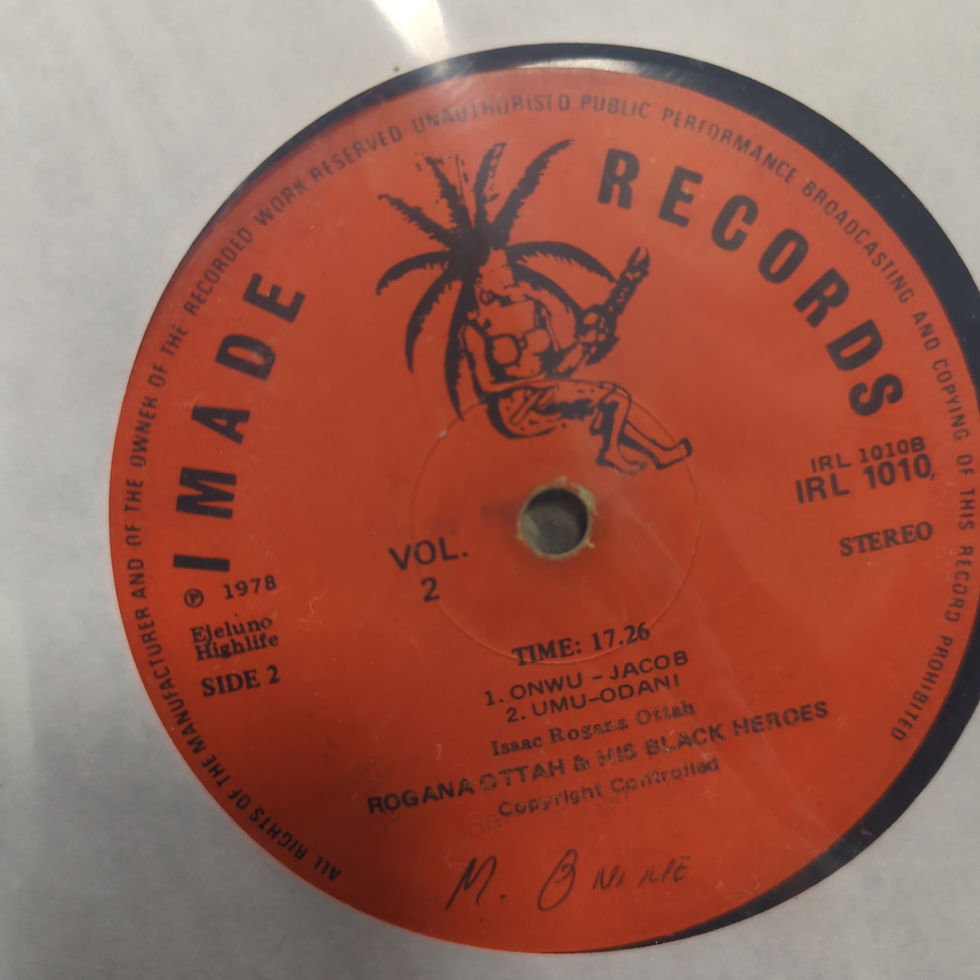 ALL RIGHTS OF THE MANUFACTURER AND OF THE OWNER OF THE RECORDED WORK RESERVED UNAUTHORISED PUBLIC PERFORMANCE BROADCASTING AND COPYING OF THIS RECORD PROHIBITED
IMADE RECORDS
IRL 1010B
IRL 1010
STEREO
VOL.
2
℗ 1978
Ejeluno
Highlife
SIDE 2
TIME: 17.26
1. ONWU - JACOB
2. UMU-ODANI
Isaac Rogana Ottah
ROGANA OTTAH & HIS BLACK HEROES
Copyright Controlled
M.